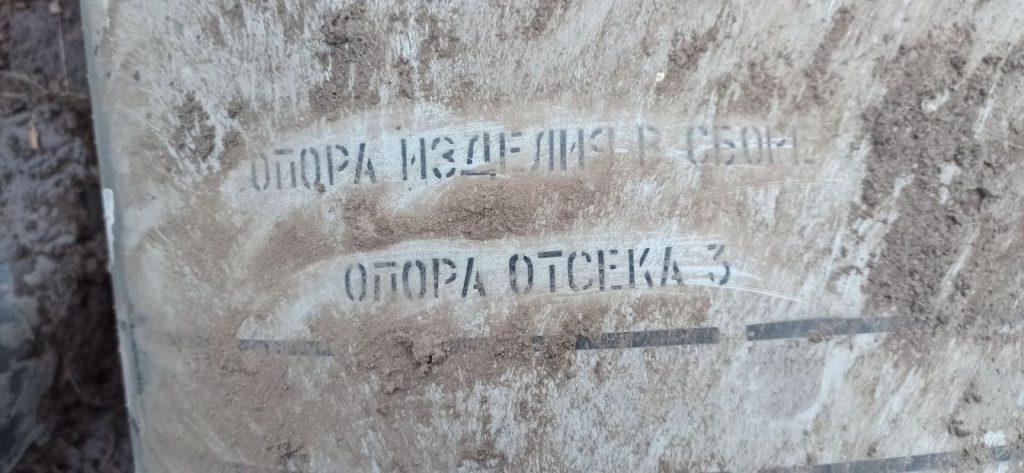 ОПОРА ИЗДЕЛИЯ В СБОРЕ
ОПОРА ОТСЕКА 3